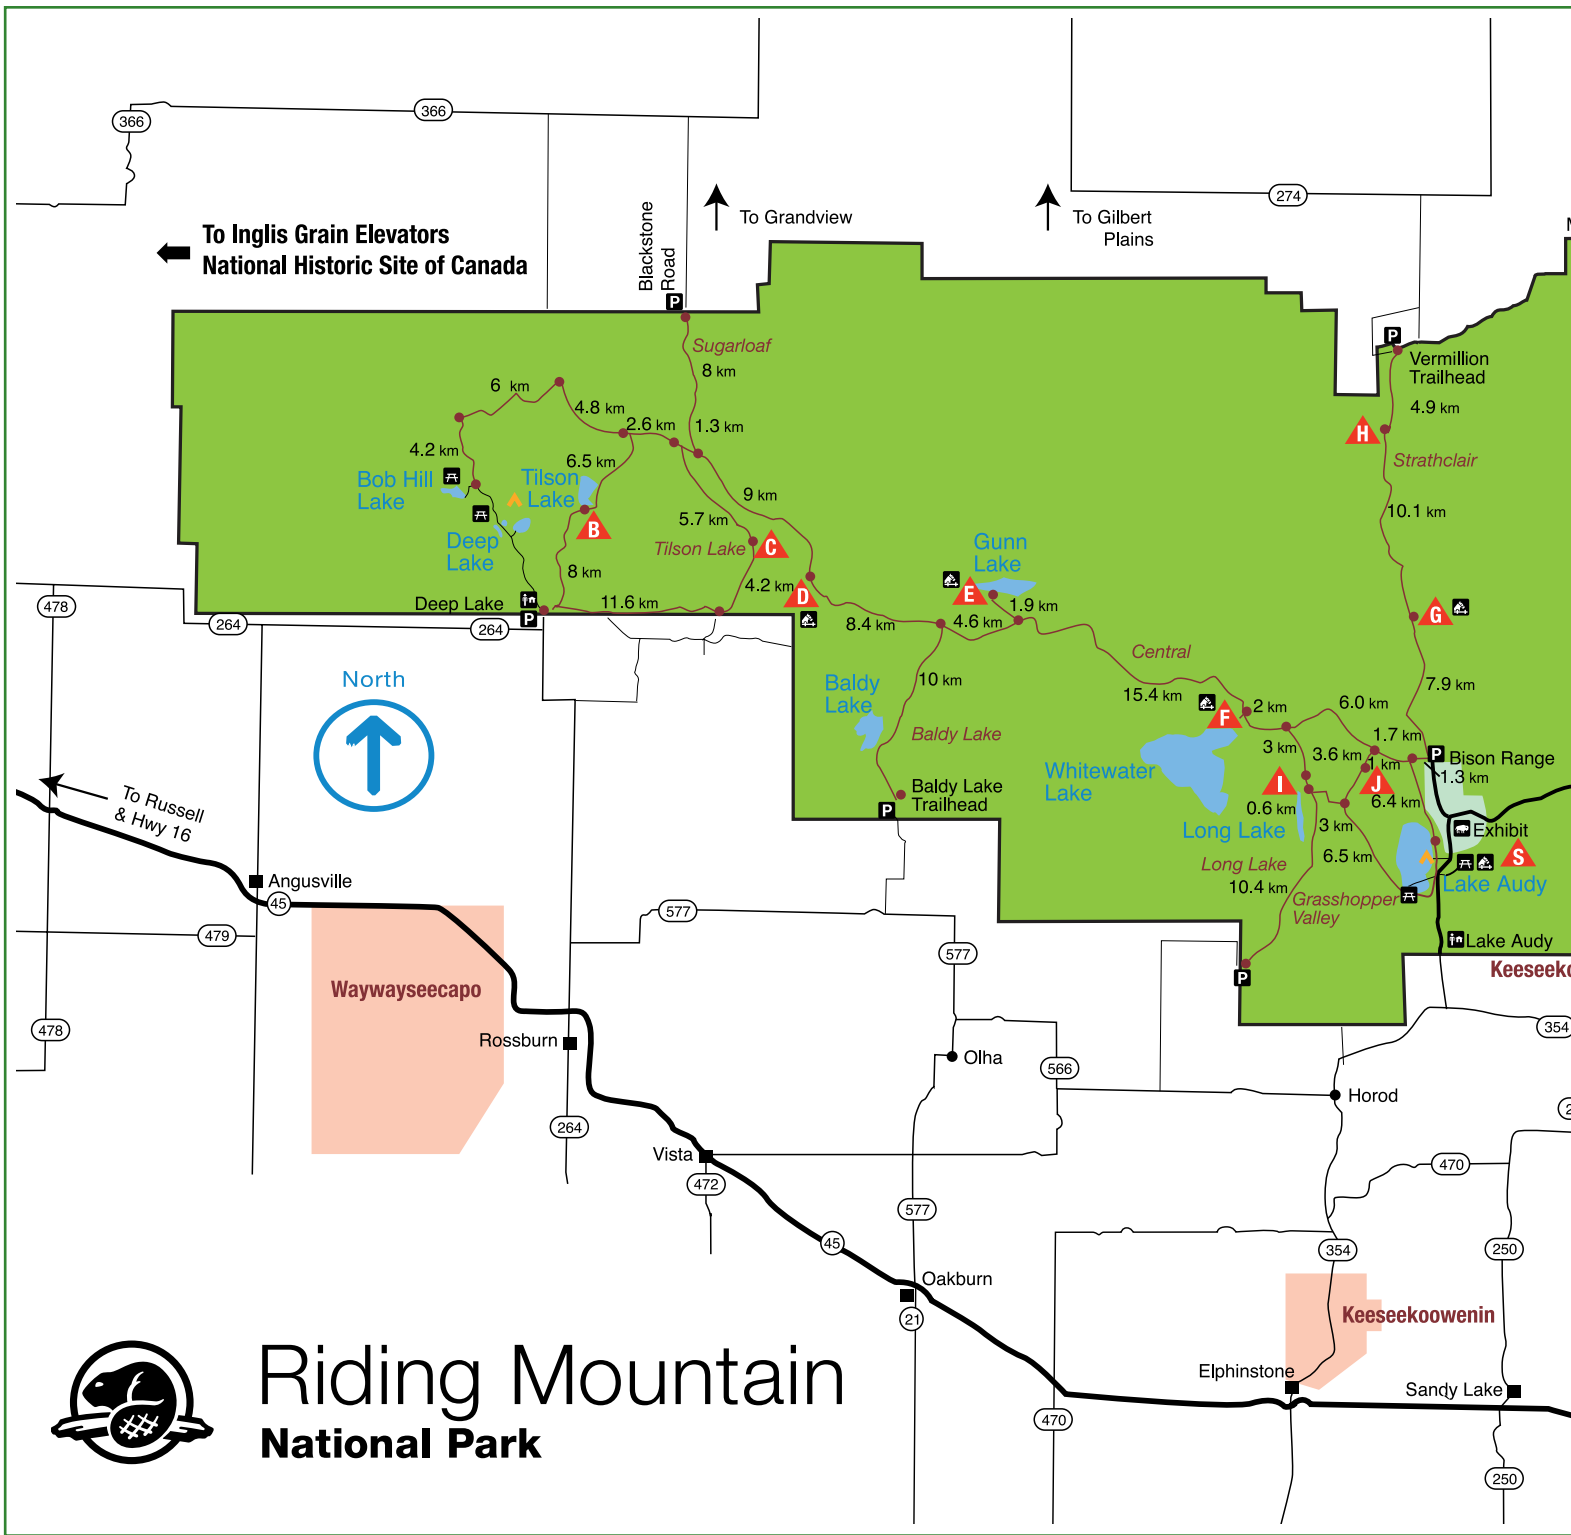 366
366
274
To Grandview
To Gilbert
Plains
M
To Inglis Grain Elevators
National Historic Site of Canada
Blackstone
Road
P
Sugarloaf
8 km
P
Vermillion
Trailhead
4.9 km
6 km
4.8 km
2.6 km
1.3 km
H
Strathclair
4.2 km
6.5 km
Bob Hill
Lake
Tilson
Lake
9 km
5.7 km
10.1 km
B
Deep
Lake
Tilson Lake
C
Gunn
Lake
8 km
4.2 km
D
E
1.9 km
Deep Lake
P
11.6 km
8.4 km
4.6 km
G
478
264
264
Central
North
10 km
15.4 km
7.9 km
Baldy
Lake
F
2 km
6.0 km
Baldy Lake
3 km
3.6 km
1.7 km
P
Bison Range
1 km
1.3 km
Whitewater
Lake
I
J
Baldy Lake
Trailhead
P
0.6 km
6.4 km
To Russell
& Hwy 16
Long Lake
3 km
Exhibit
6.5 km
S
Long Lake
10.4 km
Lake Audy
Grasshopper
Valley
Angusville
45
577
479
577
Lake Audy
P
Keeseeko
Waywayseecapo
478
354
Rossburn
Olha
566
Horod
2
264
Vista
470
472
577
45
354
250
Oakburn
21
Keeseekoowenin
Riding Mountain
National Park
Elphinstone
Sandy Lake
470
250